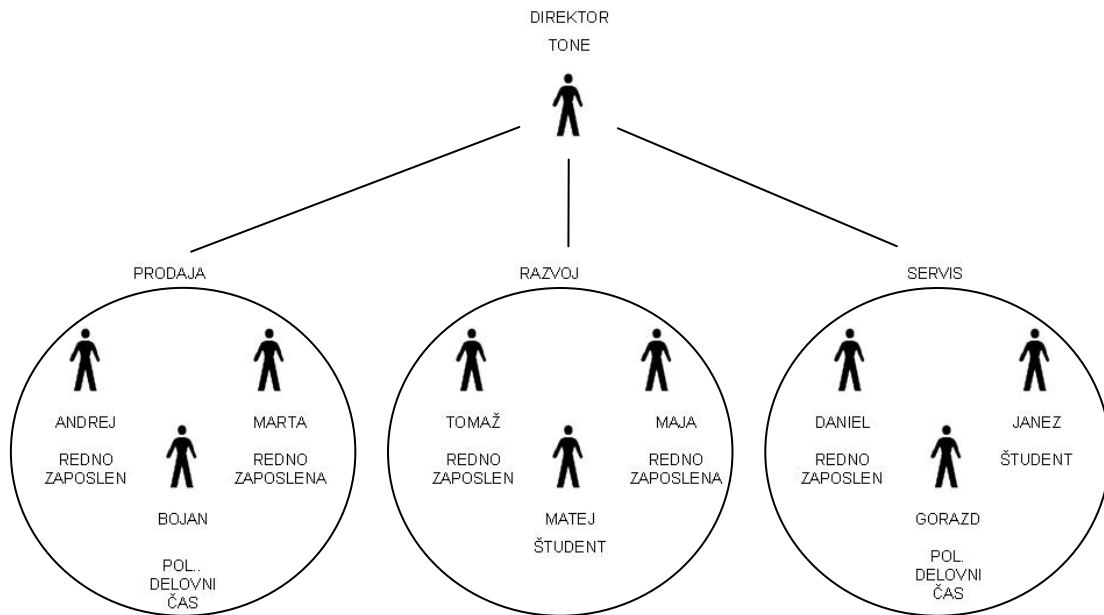 DIREKTOR
TONE
PRODAJA
ANDREJ
REDNO
ZAPOSLEN
MARTA
REDNO
ZAPOSLENA
BOJAN
POL..
DELOVNI
ČAS
RAZVOJ
TOMAŽ
REDNO
ZAPOSLEN
MAJA
REDNO
ZAPOSLENA
MATEJ
ŠTUDENT
SERVIS
DANIEL
REDNO
ZAPOSLEN
JANEZ
ŠTUDENT
GORAZD
POL.
DELOVNI
ČAS